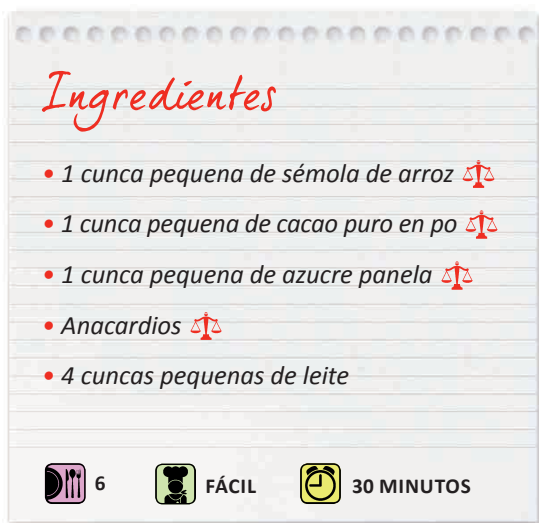 Ingredientes
• 1 cunca pequena de sémola de arroz
• 1 cunca pequena de cacao puro en po
• 1 cunca pequena de azucre panela
• Anacardios
• 4 cuncas pequenas de leite
6 FÁCIL 30 MINUTOS